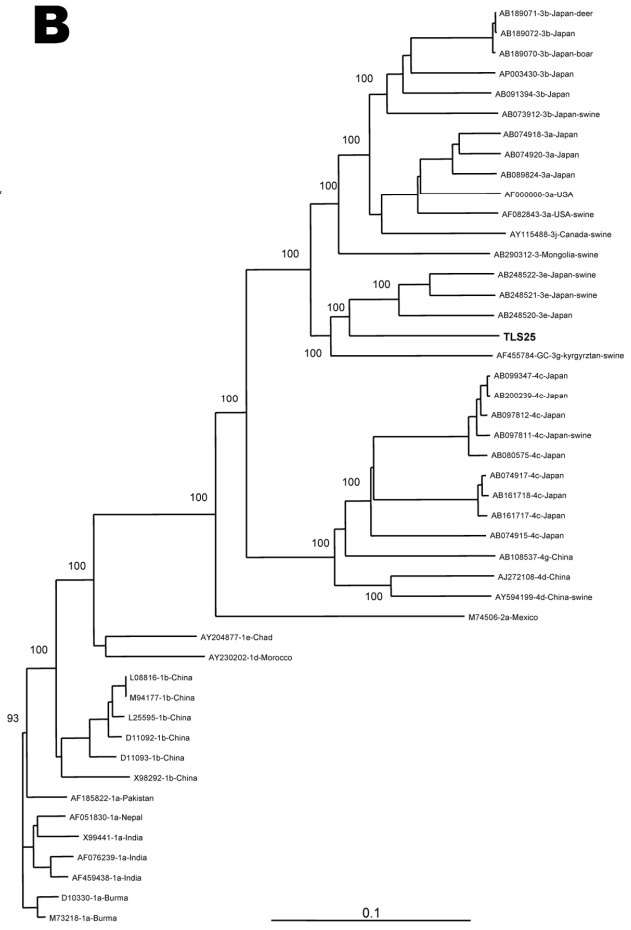 B
AB189071-3b-Japan-deer
AB189072-3b-Japan
AB189070-3b-Japan-boar
100
AP003430-3b-Japan
AB091394-3b-Japan
AB073912-3b-Japan-swine
100
AB074918-3a-Japan
AB074920-3a-Japan
AB089824-3a-Japan
100
AF082843-3a-USA-swine
AY115488-3j-Canada-swine
100
AB290312-3-Mongolia-swine
AB248522-3e-Japan-swine
100
AB248521-3e-Japan-swine
100
AB248520-3e-Japan
TLS25
100
AF455784-GC-3g-kyrgyrztan-swine
100
AB099347-4c-Japan
AB200239-4c-Japan
AB097812-4c-Japan
AB097811-4c-Japan-swine
AB080575-4c-Japan
AB074917-4c-Japan
100
AB161718-4c-Japan
100
AB161717-4c-Japan
AB074915-4c-Japan
100
AB108537-4g-China
100
AJ272108-4d-China
100
AY594199-4d-China-swine
M74506-2a-Mexico
AY204877-1e-Chad
100
AY230202-1d-Morocco
L08816-1b-China
M94177-1b-China
93
L25595-1b-China
D11092-1b-China
D11093-1b-China
X98292-1b-China
AF185822-1a-Pakistan
AF051830-1a-Nepal
X99441-1a-India
AF076239-1a-India
AF459438-1a-India
D10330-1a-Burma
0.1
M73218-1a-Burma